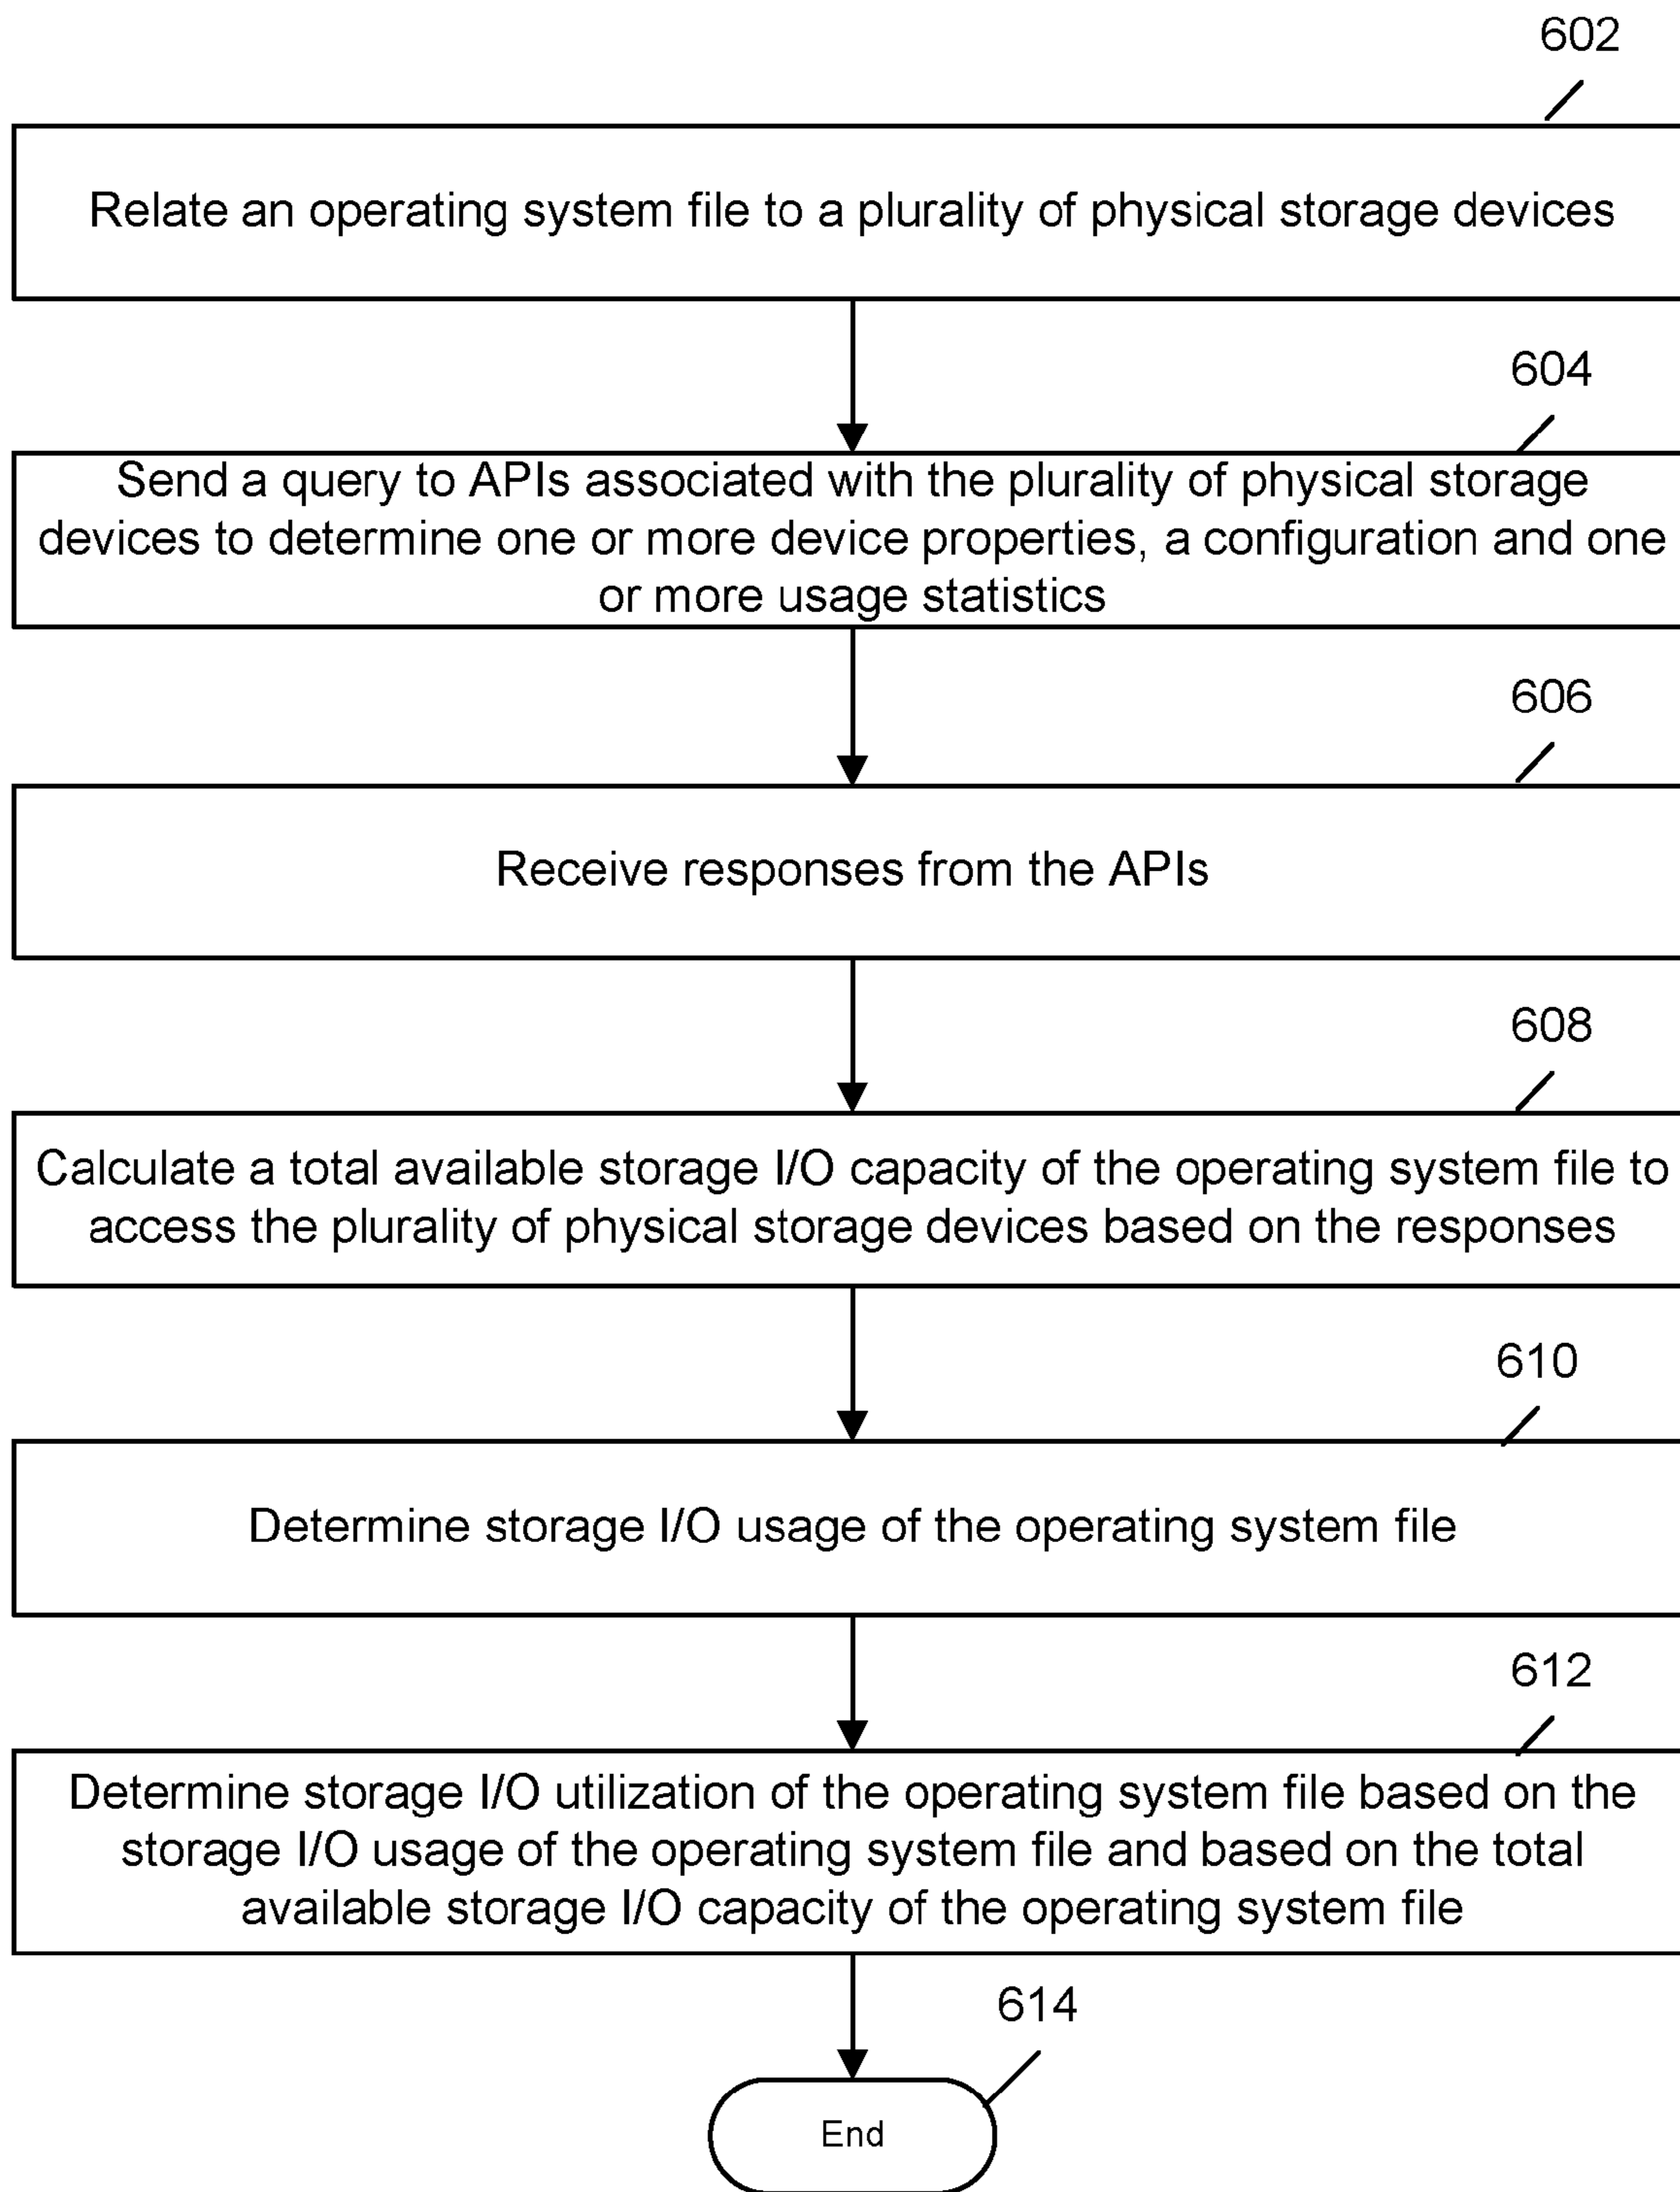 602
Relate an operating system file to a plurality of physical storage devices
604
Send a query to APIs associated with the plurality of physical storage
devices to determine one or more device properties, a configuration and one
or more usage statistics
606
Receive responses from the APIs
608
Calculate a total available storage I/O capacity of the operating system file to
access the plurality of physical storage devices based on the responses
610
Determine storage I/O usage of the operating system file
612
Determine storage I/O utilization of the operating system file based on the
storage I/O usage of the operating system file and based on the total
available storage I/O capacity of the operating system file
614
End